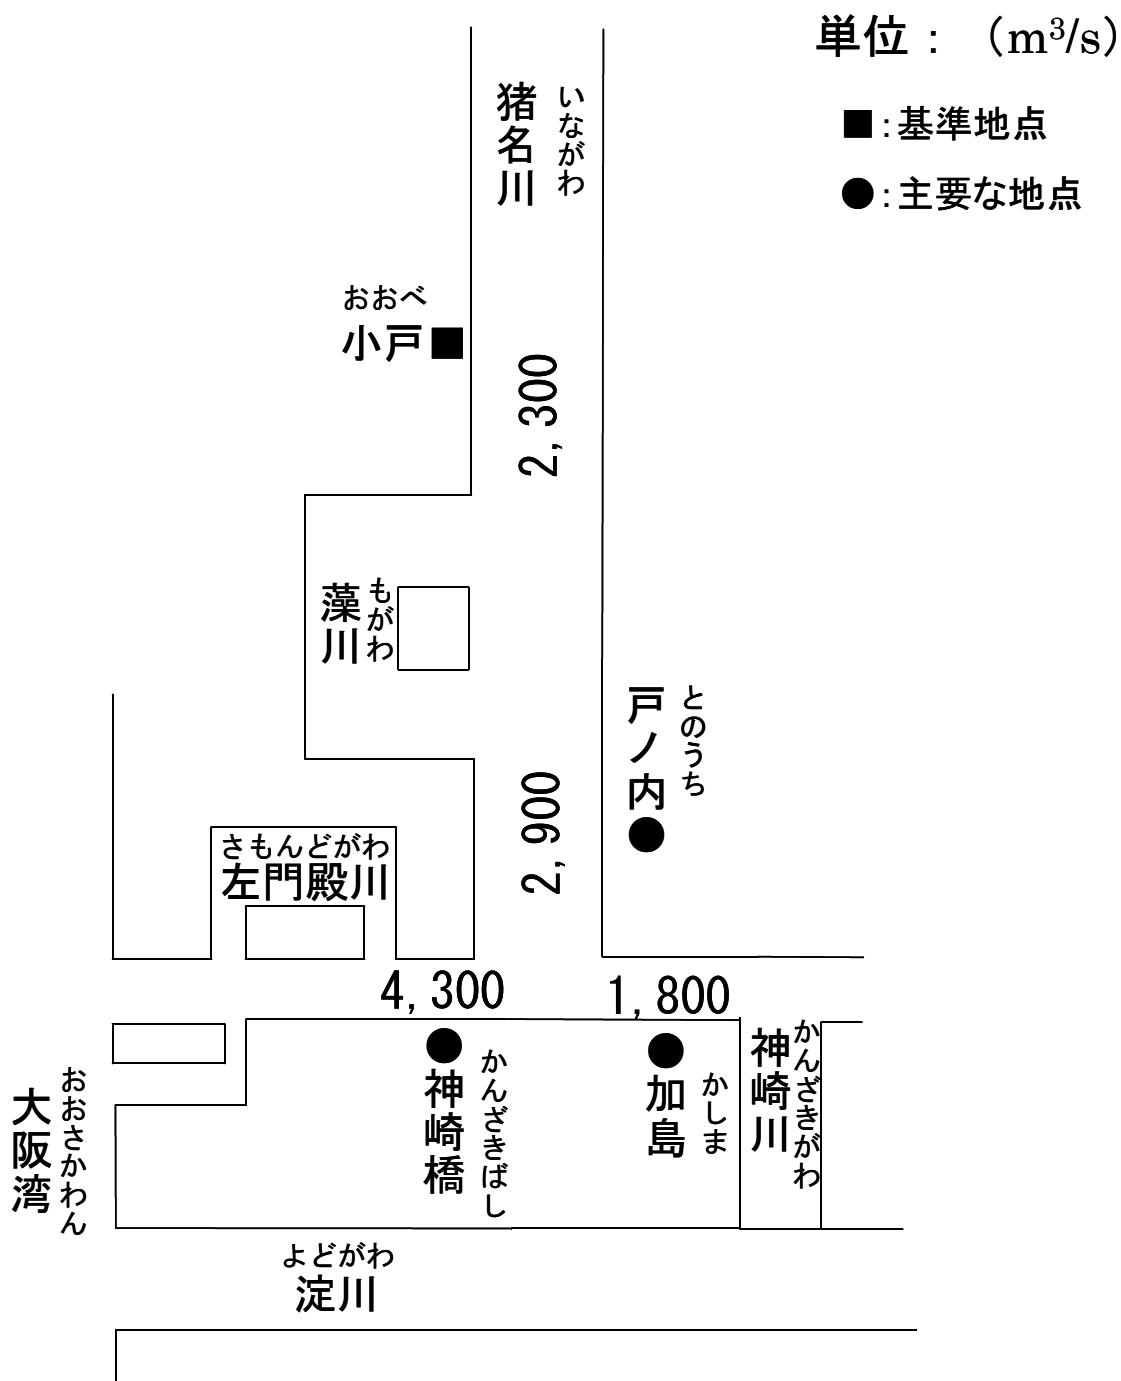 単位：（m³/s）
■：基準地点
●：主要な地点
猪名川
いながわ
おおべ
小戸■
2,300
藻川
もがわ
戸ノ内●
とのうち
2,900
さもんどがわ
左門殿川
4,300
1,800
●神崎橋
かんざきばし
●加島
かしま
神崎川
かんざきがわ
大阪湾
おおさかわん
よどがわ
淀川